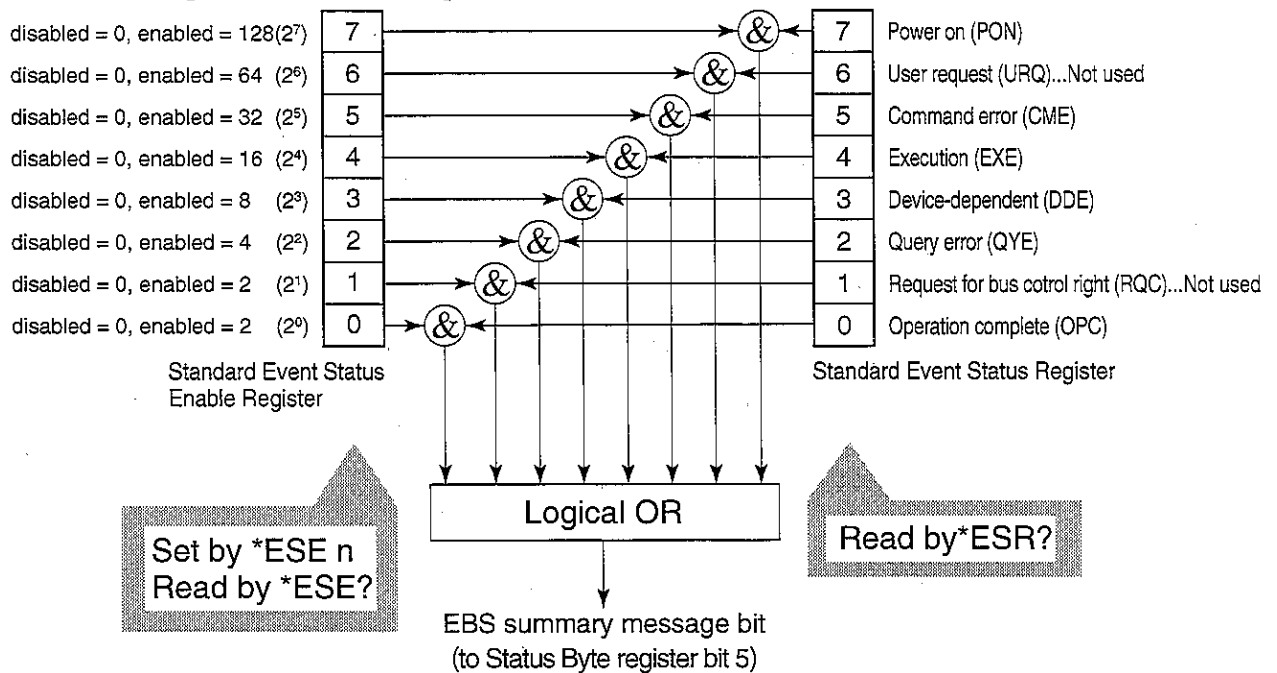 disabled = 0, enabled = 128(2⁷) 7 & 7 Power on (PON)
disabled = 0, enabled = 64 (2⁶) 6 & 6 User request (URQ)...Not used
disabled = 0, enabled = 32 (2⁵) 5 & 5 Command error (CME)
disabled = 0, enabled = 16 (2⁴) 4 & 4 Execution (EXE)
disabled = 0, enabled = 8 (2³) 3 & 3 Device-dependent (DDE)
disabled = 0, enabled = 4 (2²) 2 & 2 Query error (QYE)
disabled = 0, enabled = 2 (2¹) 1 & 1 Request for bus cotrol right (RQC)...Not used
disabled = 0, enabled = 2 (2⁰) 0 & 0 Operation complete (OPC)
Standard Event Status
Enable Register
Standard Event Status Register
Logical OR
Set by *ESE n
Read by *ESE?
Read by*ESR?
EBS summary message bit
(to Status Byte register bit 5)